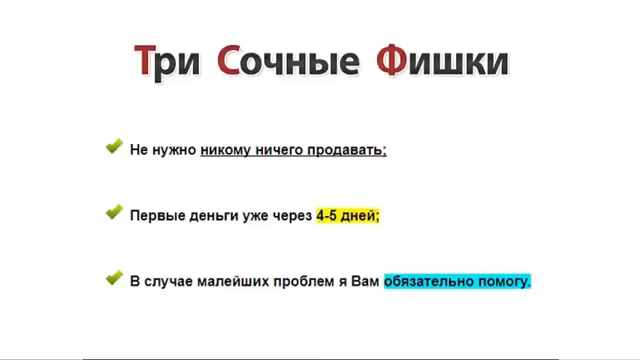 Три Сочные Фишки
Не нужно никому ничего продавать;
Первые деньги уже через 4-5 дней;
В случае малейших проблем я Вам обязательно помогу.